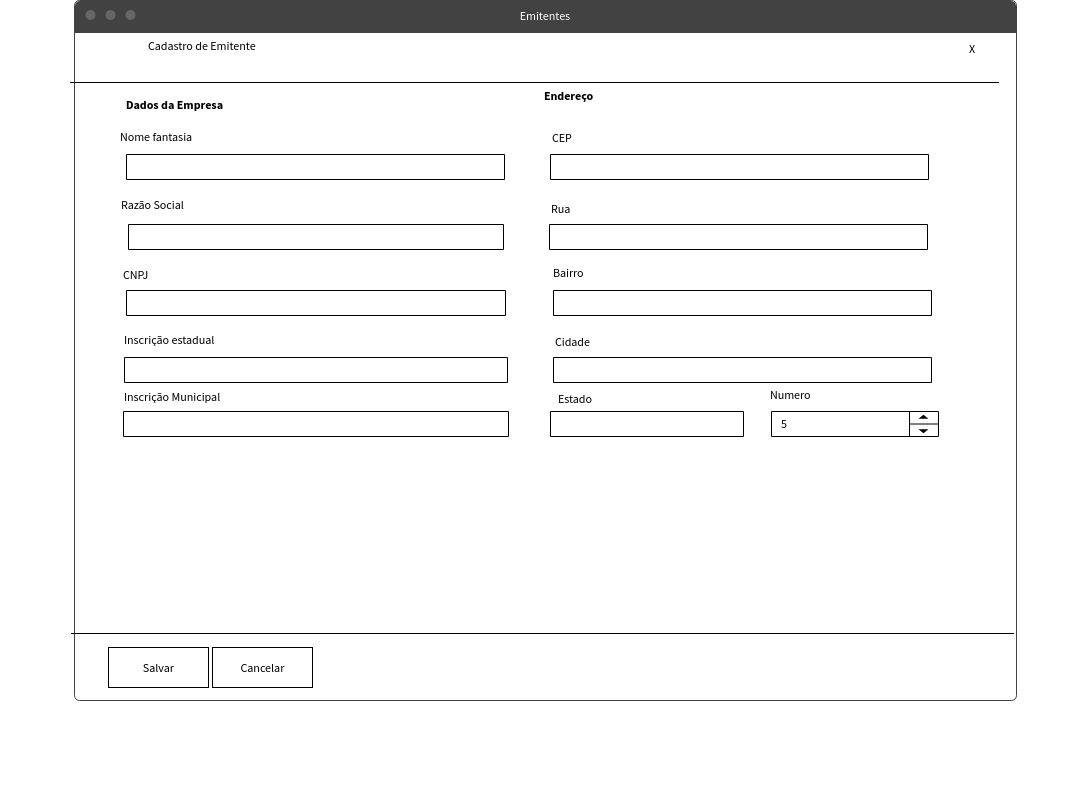 Emitentes
Cadastro de Emitente
X
Dados da Empresa
Endereço
Nome fantasia
CEP
Razão Social
Rua
CNPJ
Bairro
Inscrição estadual
Cidade
Inscrição Municipal
Estado
Numero
5
Salvar
Cancelar